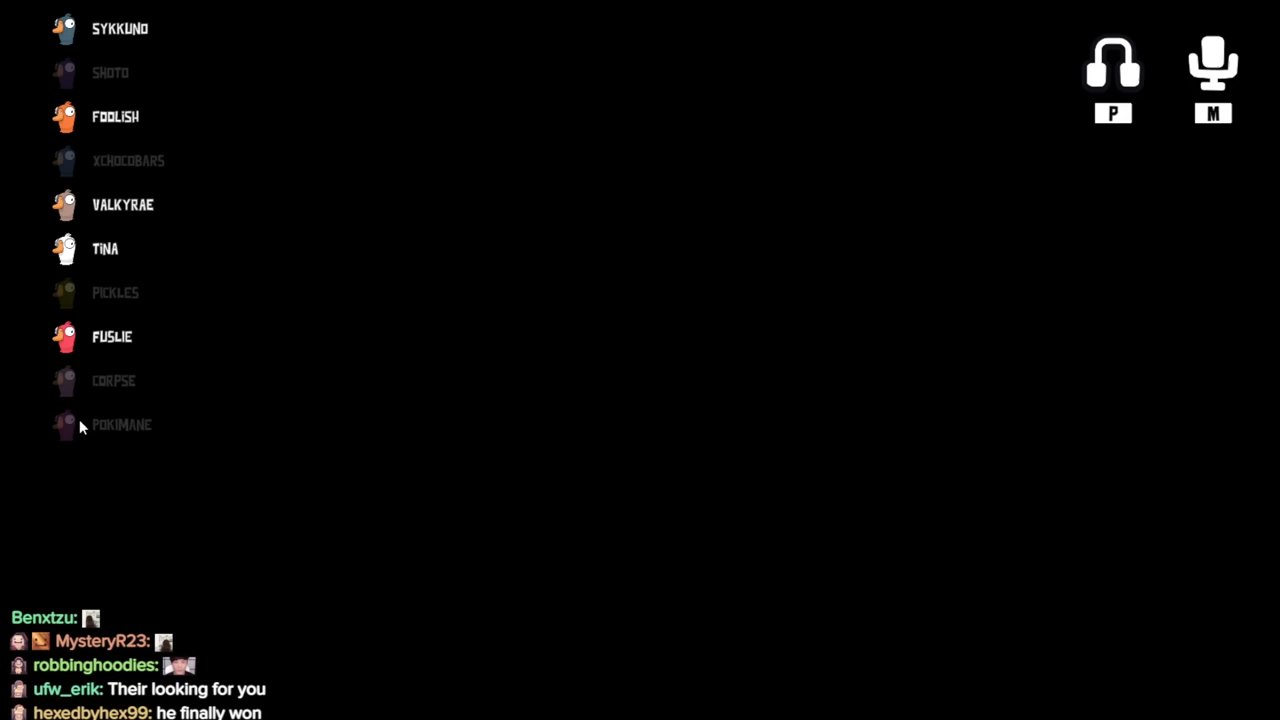 SYKKUNO
SHOTO
FOOLiSH
XCHOCOBARS
VALKYRAE
TiNA
PICKLES
FUSLIE
CORPSE
POKIMANE
P
M
Benxtzu:
MysteryR23:
robbinghoodies:
ufw_erik: Their looking for you
hexedbyhex99: he finally won